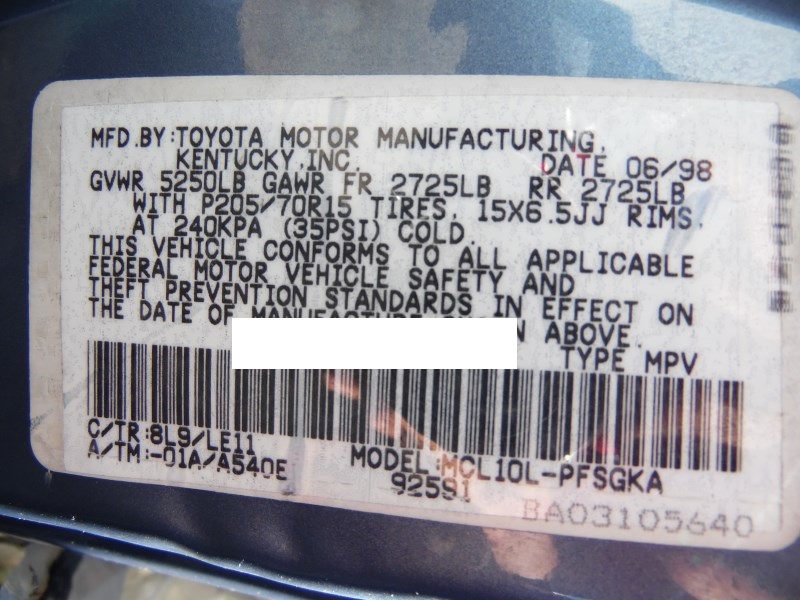 MFD.BY:TOYOTA MOTOR MANUFACTURING,
KENTUCKY,INC. DATE 06/98
GVWR 5250LB GAWR FR 2725LB RR 2725LB
WITH P205/70R15 TIRES, 15X6.5JJ RIMS,
AT 240KPA (35PSI) COLD.
THIS VEHICLE CONFORMS TO ALL APPLICABLE
FEDERAL MOTOR VEHICLE SAFETY AND
THEFT PREVENTION STANDARDS IN EFFECT ON
THE DATE OF MANUFACTURE ABOVE.
TYPE MPV
C/TR:8L9/LE11
A/TM:-01A/A540E MODEL:MCL10L-PFSGKA
92591
BA03105640